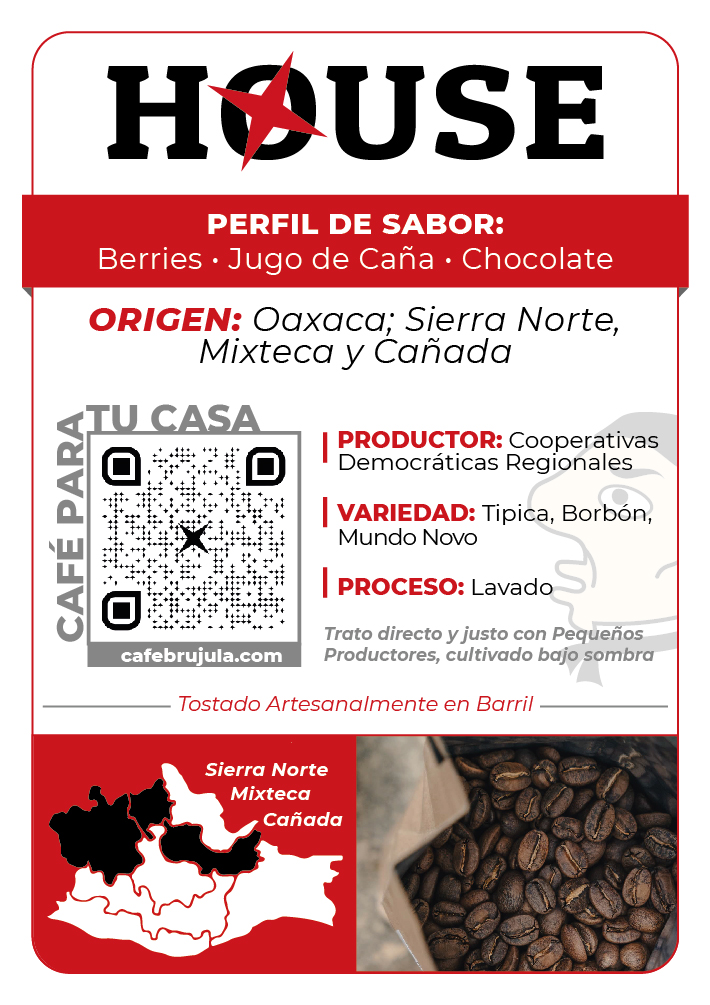 HOUSE
PERFIL DE SABOR:
Berries • Jugo de Caña • Chocolate
ORIGEN: Oaxaca; Sierra Norte,
Mixteca y Cañada
CAFÉ PARA
TU CASA
cafebrujula.com
PRODUCTOR: Cooperativas
Democráticas Regionales
VARIEDAD: Tipica, Borbón,
Mundo Novo
PROCESO: Lavado
Trato directo y justo con Pequeños
Productores, cultivado bajo sombra
Tostado Artesanalmente en Barril
Sierra Norte
Mixteca
Cañada